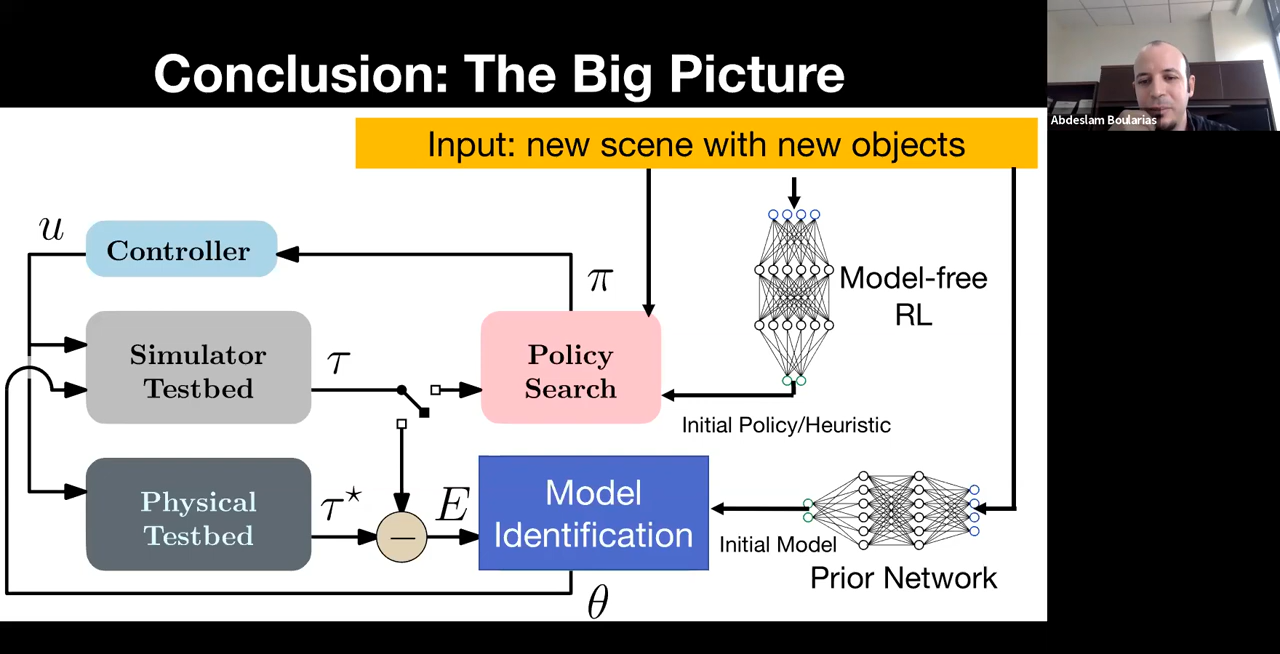 Conclusion: The Big Picture
Abdeslam Boularias
Input: new scene with new objects
u
Controller
π
Model-free
RL
Simulator
Testbed
τ
Policy
Search
Initial Policy/Heuristic
Physical
Testbed
τ*
−
E
Model
Identification
Initial Model
Prior Network
θ